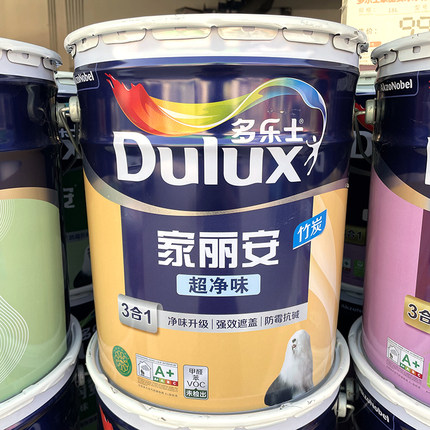 AkzoNobel
AkzoNobel
多乐士
Dulux
家丽安
竹炭
超净味
3合1
净味升级 | 强效遮盖 | 防霉抗碱
A+
甲醛
苯
VOC
未检出
3合
A+